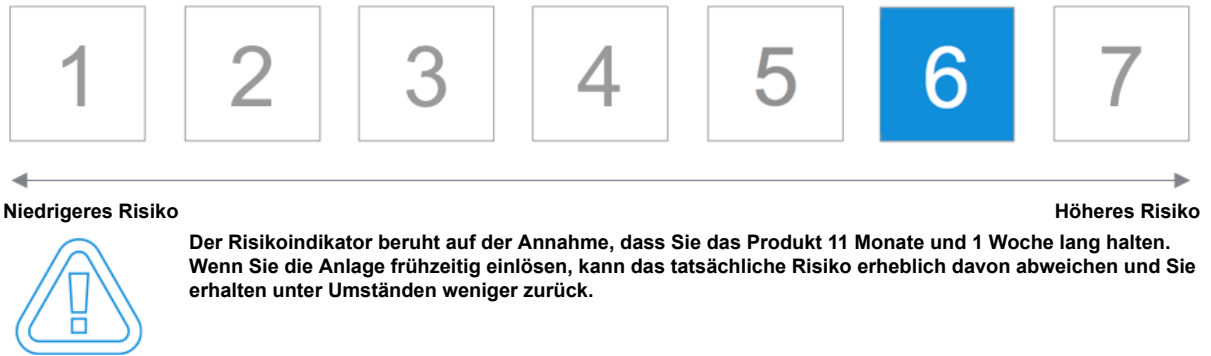 1 2 3 4 5 6 7
Niedrigeres Risiko Höheres Risiko
Der Risikoindikator beruht auf der Annahme, dass Sie das Produkt 11 Monate und 1 Woche lang halten.
Wenn Sie die Anlage frühzeitig einlösen, kann das tatsächliche Risiko erheblich davon abweichen und Sie
erhalten unter Umständen weniger zurück.